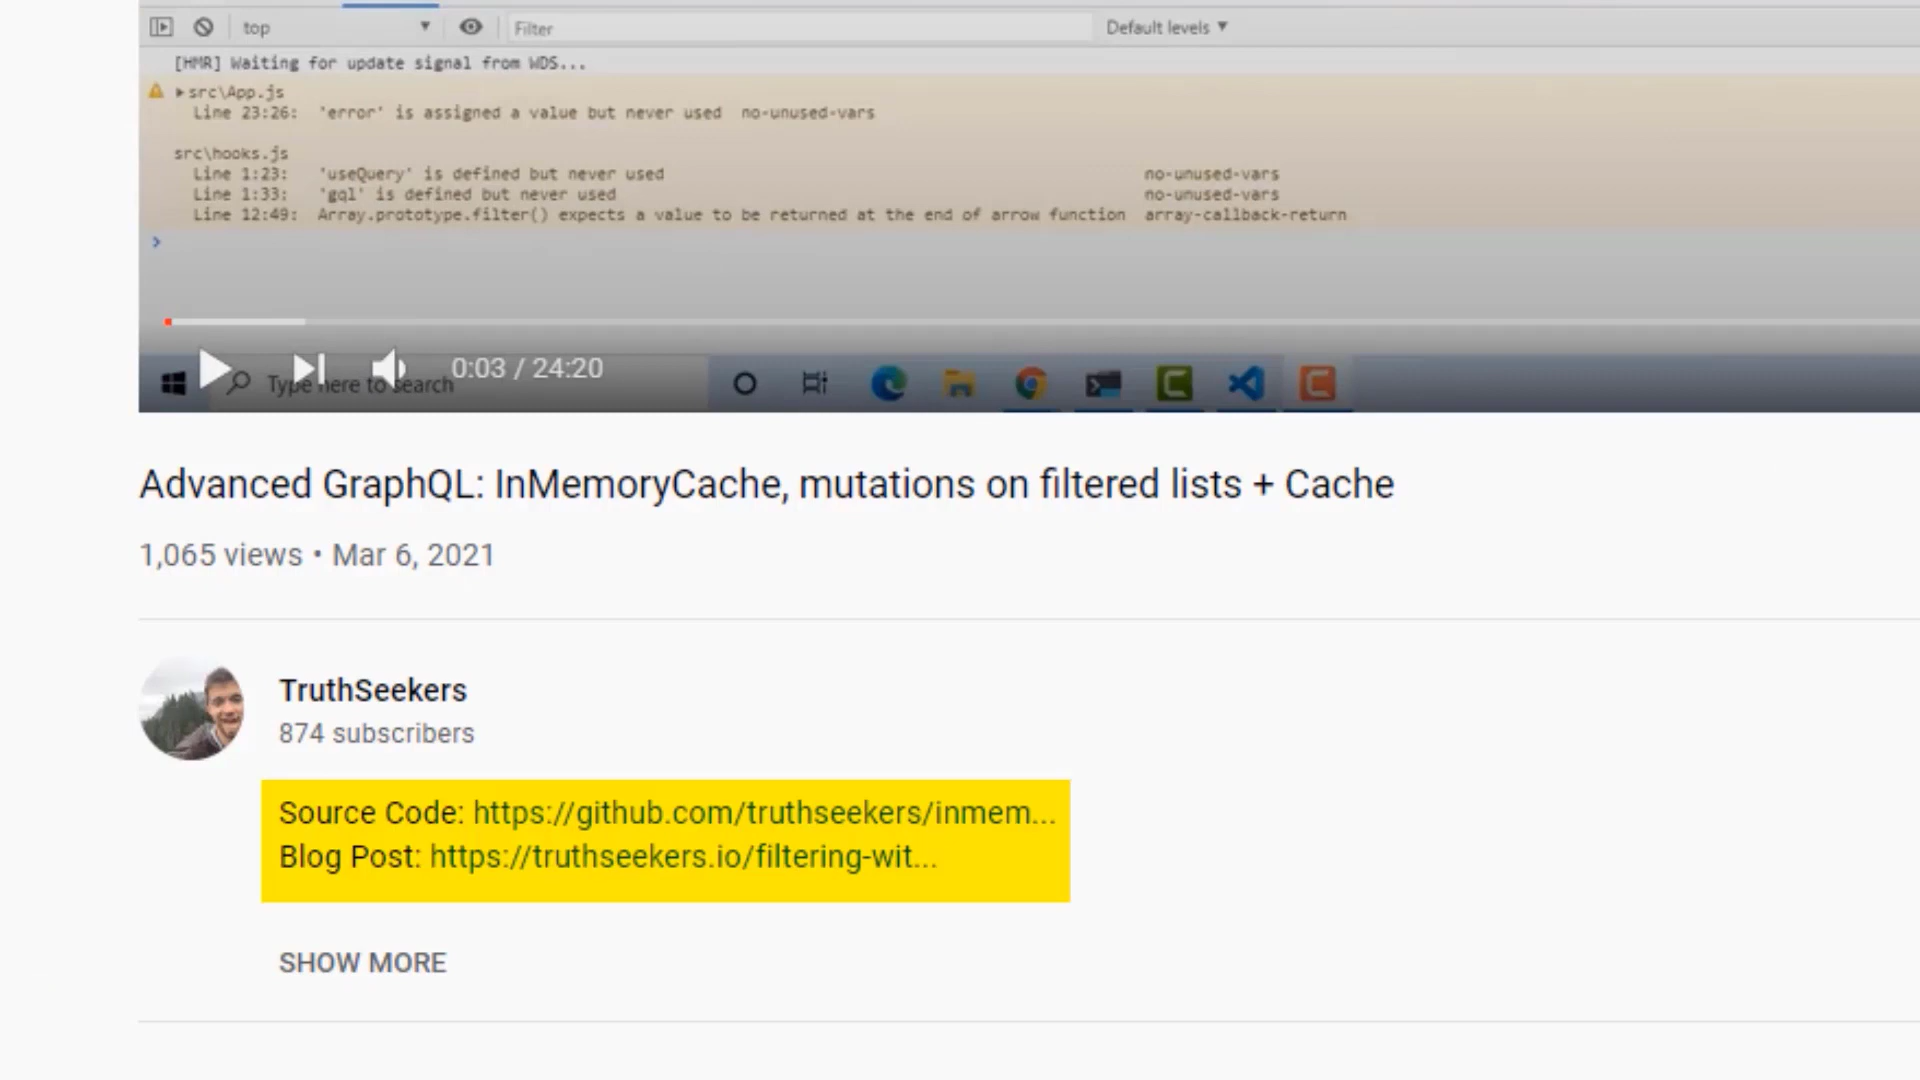 top Filter Default levels
[HMR] Waiting for update signal from WDS...
src\App.js
Line 23:26: 'error' is assigned a value but never used no-unused-vars
src\hooks.js
Line 1:23: 'useQuery' is defined but never used no-unused-vars
Line 1:33: 'gql' is defined but never used no-unused-vars
Line 12:49: Array.prototype.filter() expects a value to be returned at the end of arrow function array-callback-return
0:03 / 24:20
Type here to search
Advanced GraphQL: InMemoryCache, mutations on filtered lists + Cache
1,065 views • Mar 6, 2021
TruthSeekers
874 subscribers
Source Code: https://github.com/truthseekers/inmem...
Blog Post: https://truthseekers.io/filtering-wit...
SHOW MORE